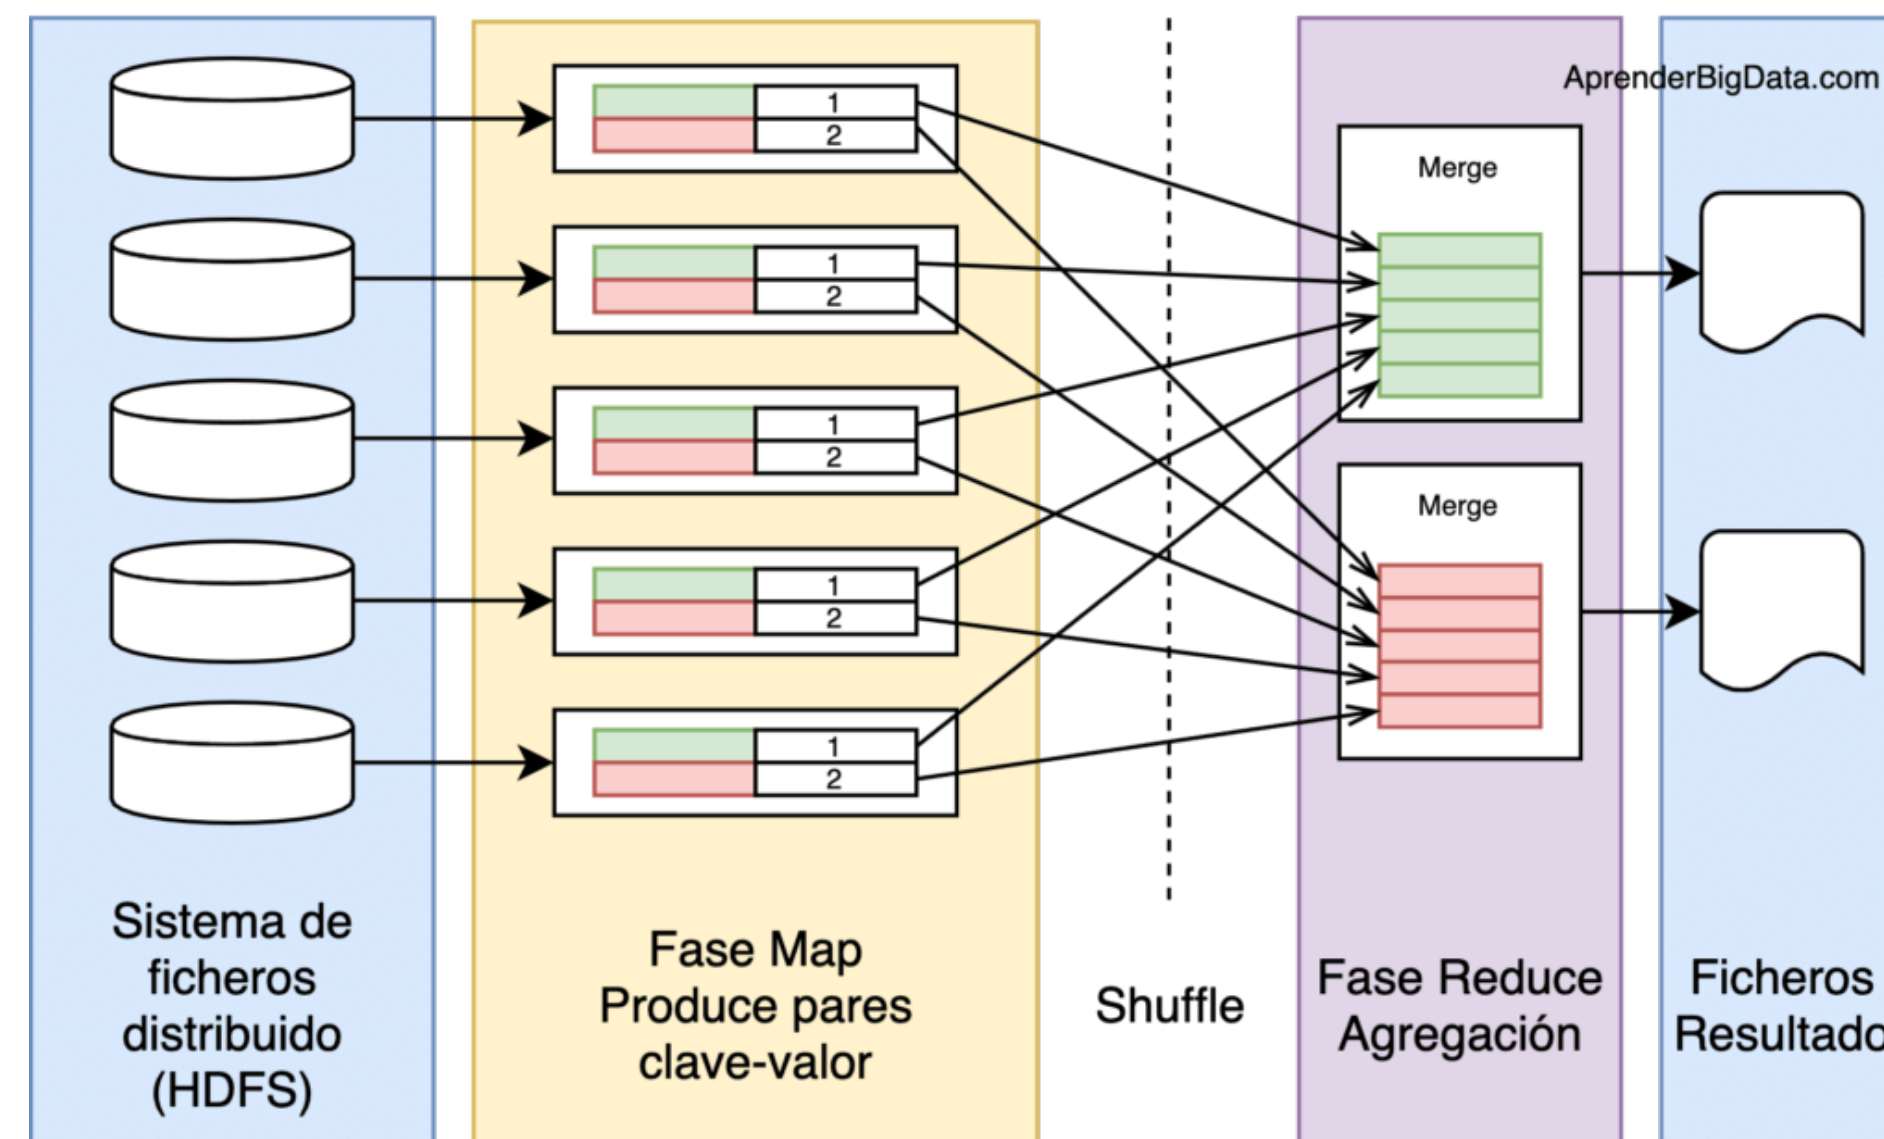 AprenderBigData.com
1
2
1
2
1
2
1
2
1
2
Merge
Merge
Sistema de
ficheros
distribuido
(HDFS)
Fase Map
Produce pares
clave-valor
Shuffle
Fase Reduce
Agregación
Ficheros
Resultado